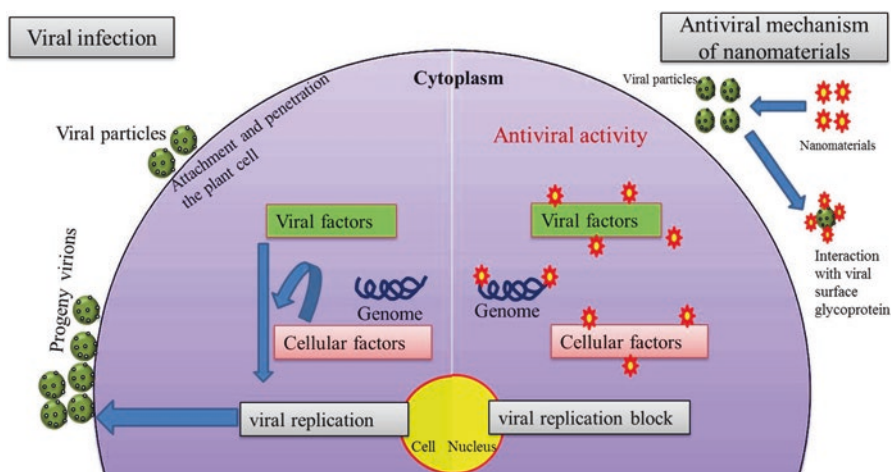 Viral infection
Antiviral mechanism
of nanomaterials
Cytoplasm
Viral particles
Attachment and penetration
the plant cell
Progeny virions
Viral factors
Genome
Cellular factors
viral replication
Cell Nucleus
Antiviral activity
Viral factors
Genome
Cellular factors
viral replication block
Viral particles
Nanomaterials
Interaction
with viral
surface
glycoprotein